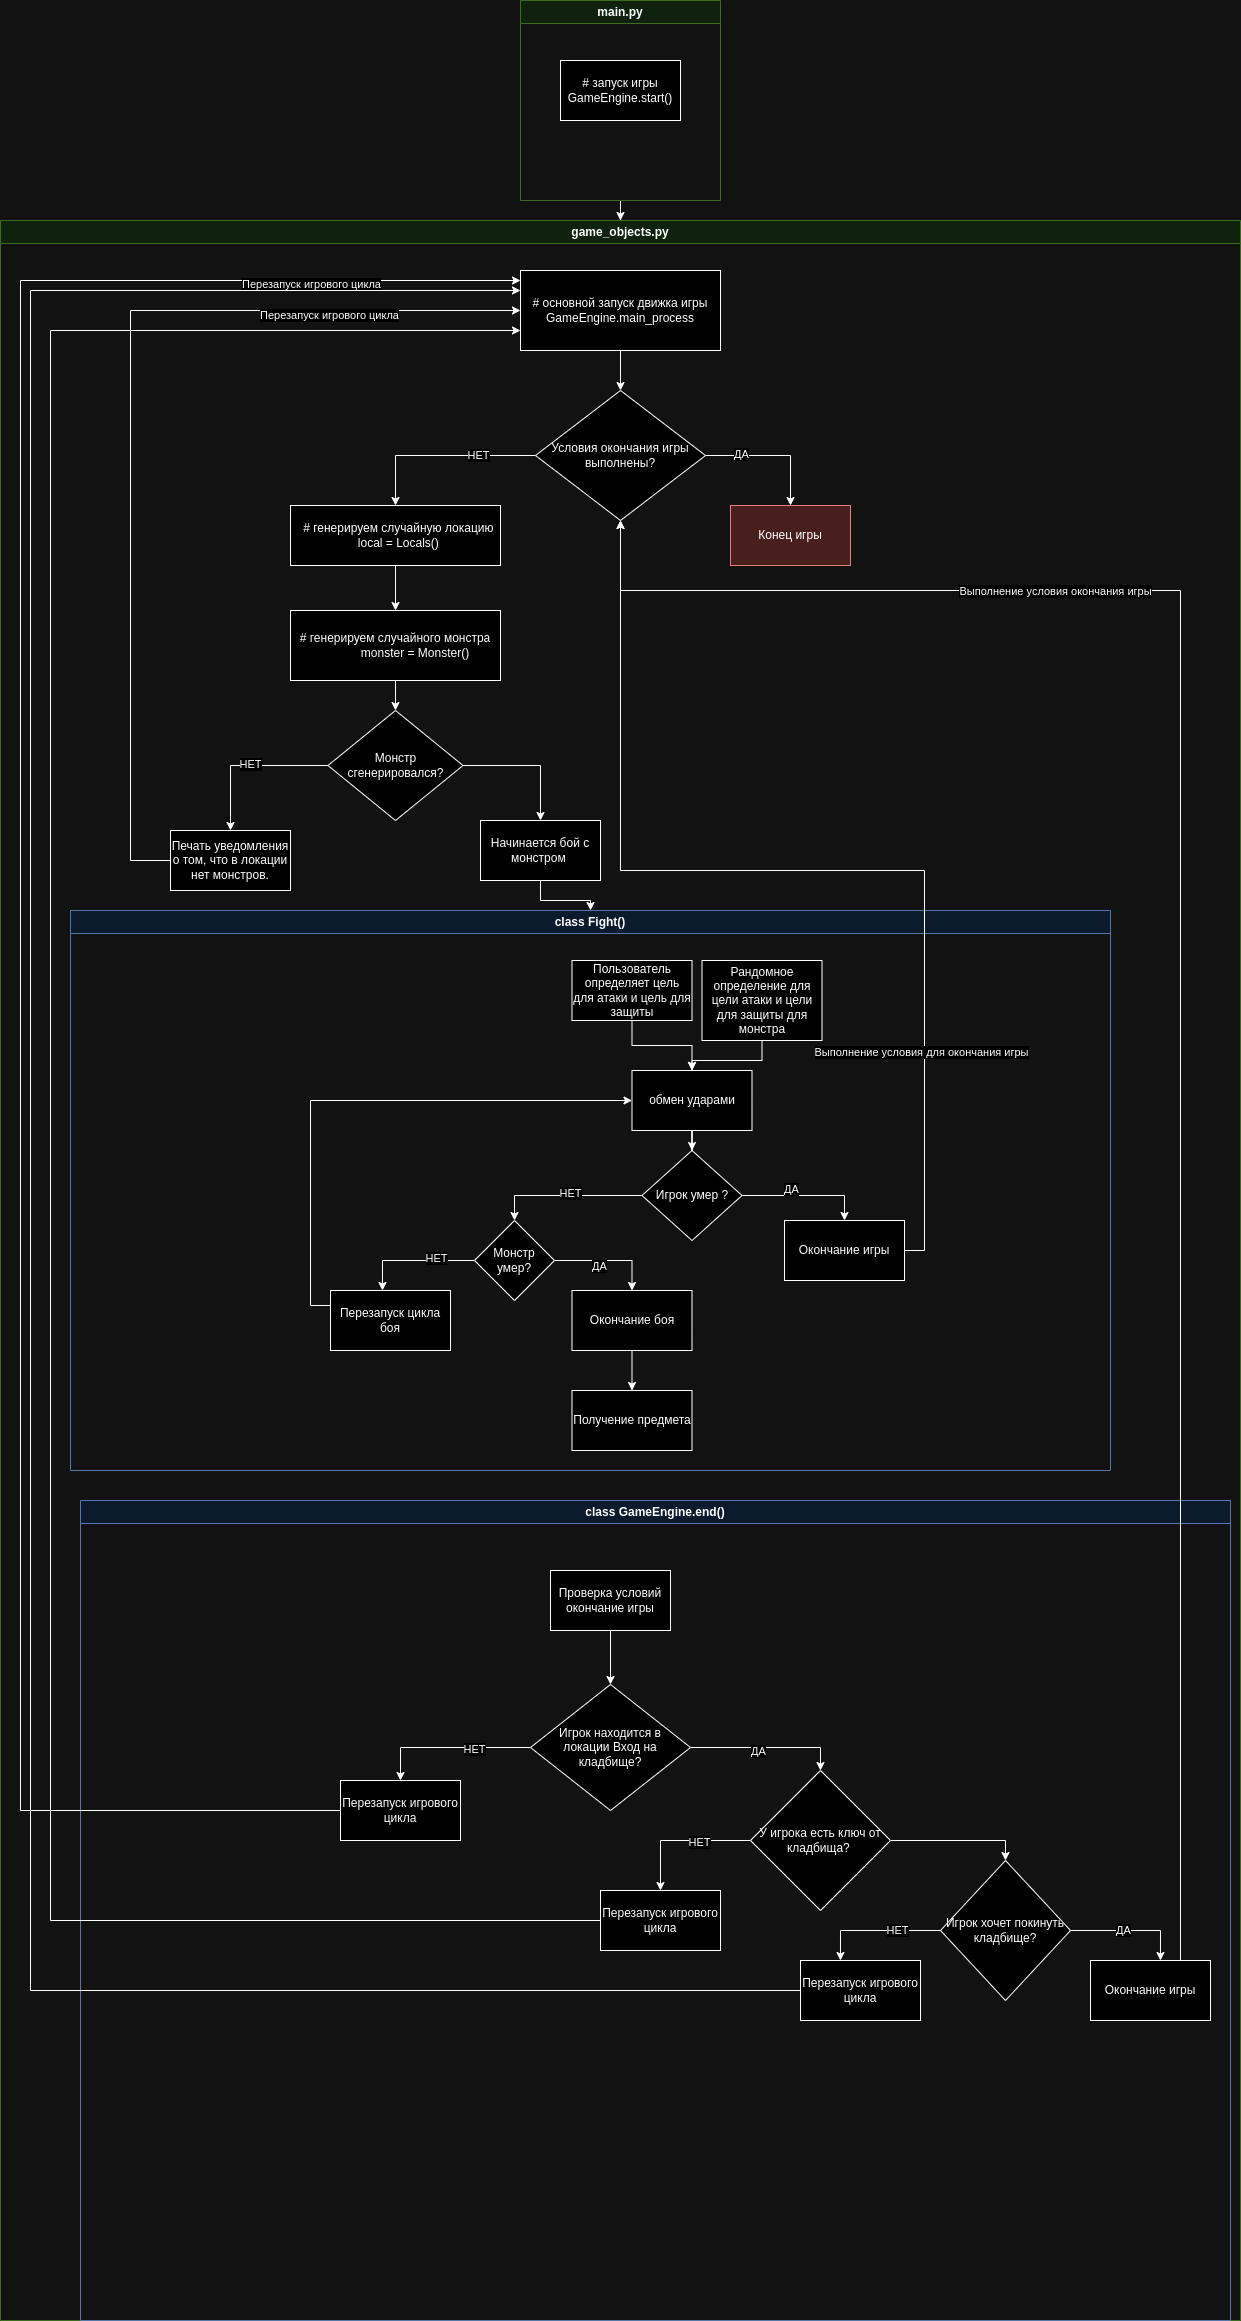 main.py
# запуск игры
GameEngine.start()
game_objects.py
Перезапуск игрового цикла
Перезапуск игрового цикла
# основной запуск движка игры
GameEngine.main_process
Условия окончания игры
выполнены?
НЕТ
ДА
# генерируем случайную локацию
local = Locals()
Конец игры
Выполнение условия окончания игры
# генерируем случайного монстра
monster = Monster()
Монстр
сгенерировался?
НЕТ
Печать уведомления
о том, что в локации
нет монстров.
Начинается бой с
монстром
class Fight()
Пользователь
определяет цель
для атаки и цель для
защиты
Рандомное
определение для
цели атаки и цели
для защиты для
монстра
Выполнение условия для окончания игры
обмен ударами
Игрок умер ?
НЕТ
ДА
Монстр
умер?
Окончание игры
НЕТ
ДА
Перезапуск цикла
боя
Окончание боя
Получение предмета
class GameEngine.end()
Проверка условий
окончание игры
Игрок находится в
локации Вход на
кладбище?
НЕТ
ДА
Перезапуск игрового
цикла
У игрока есть ключ от
кладбища?
НЕТ
Перезапуск игрового
цикла
Игрок хочет покинуть
кладбище?
НЕТ
ДА
Перезапуск игрового
цикла
Окончание игры